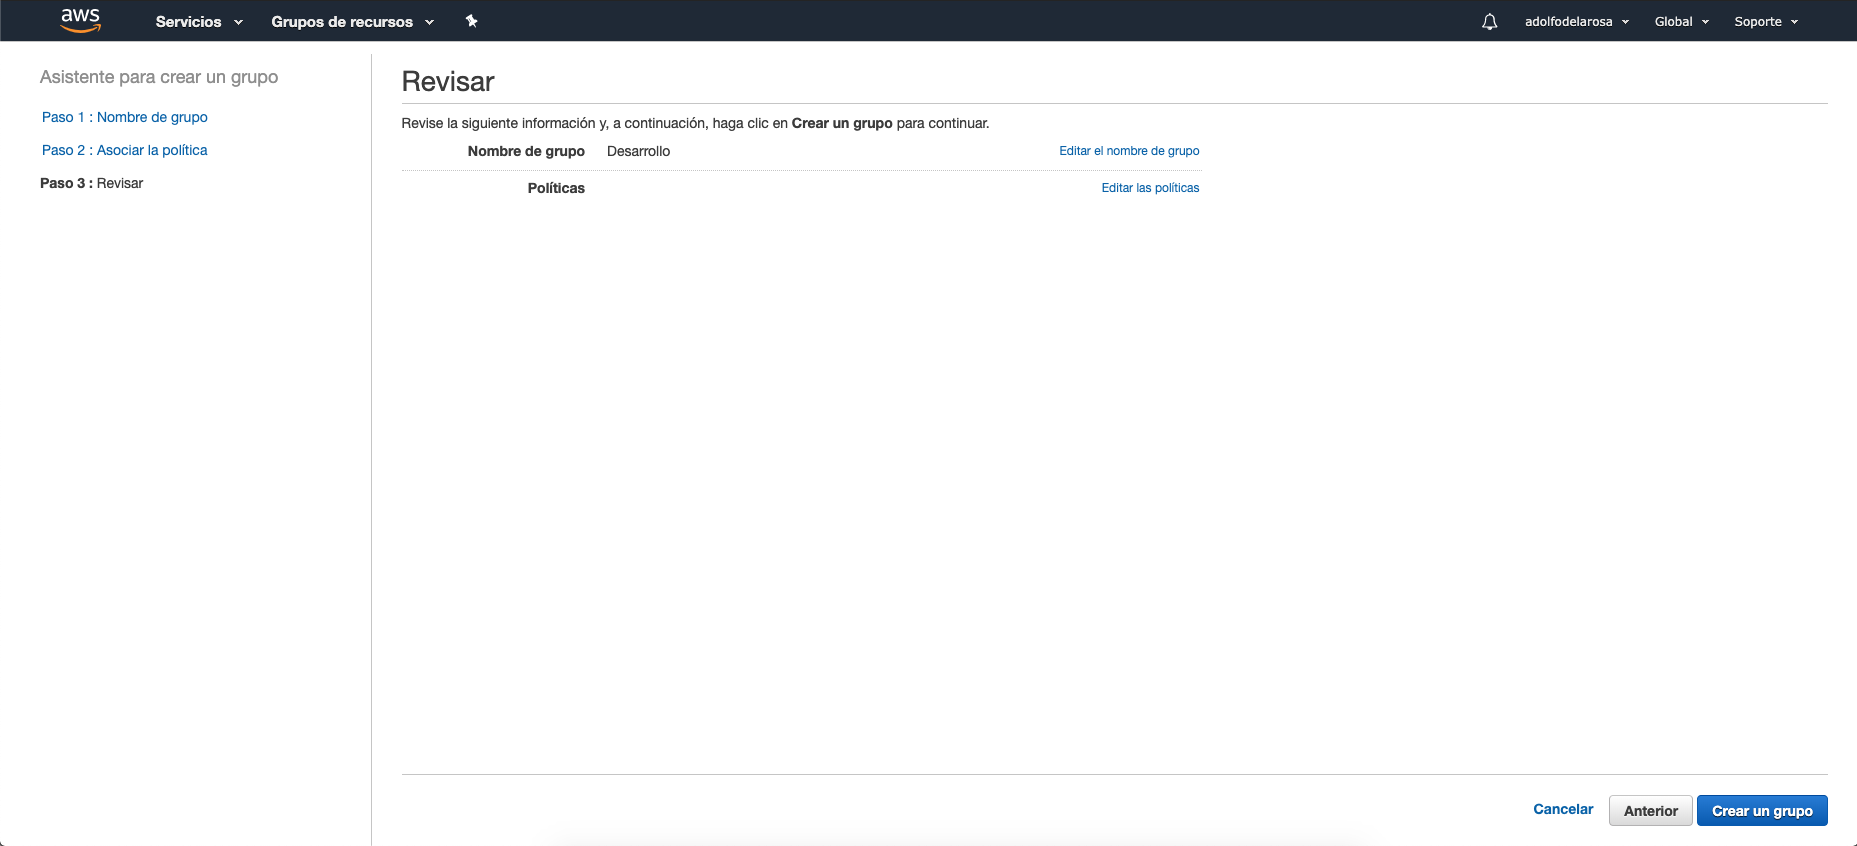 aws Servicios Grupos de recursos adolfodelarosa Global Soporte
Asistente para crear un grupo
Paso 1 : Nombre de grupo
Paso 2 : Asociar la política
Paso 3 : Revisar
Revisar
Revise la siguiente información y, a continuación, haga clic en Crear un grupo para continuar.
Nombre de grupo Desarrollo Editar el nombre de grupo
Políticas Editar las políticas
Cancelar Anterior Crear un grupo